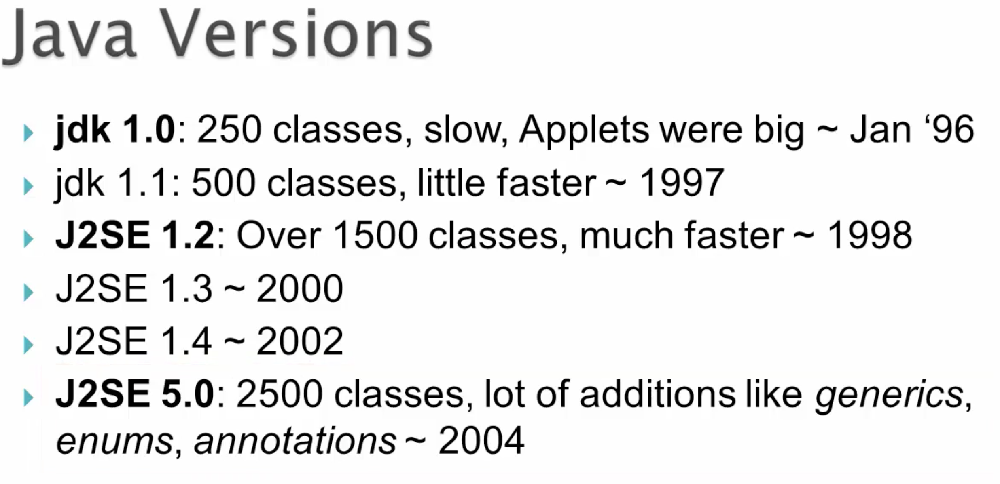 Java Versions
jdk 1.0: 250 classes, slow, Applets were big ~ Jan ‘96
jdk 1.1: 500 classes, little faster ~ 1997
J2SE 1.2: Over 1500 classes, much faster ~ 1998
J2SE 1.3 ~ 2000
J2SE 1.4 ~ 2002
J2SE 5.0: 2500 classes, lot of additions like generics,
enums, annotations ~ 2004